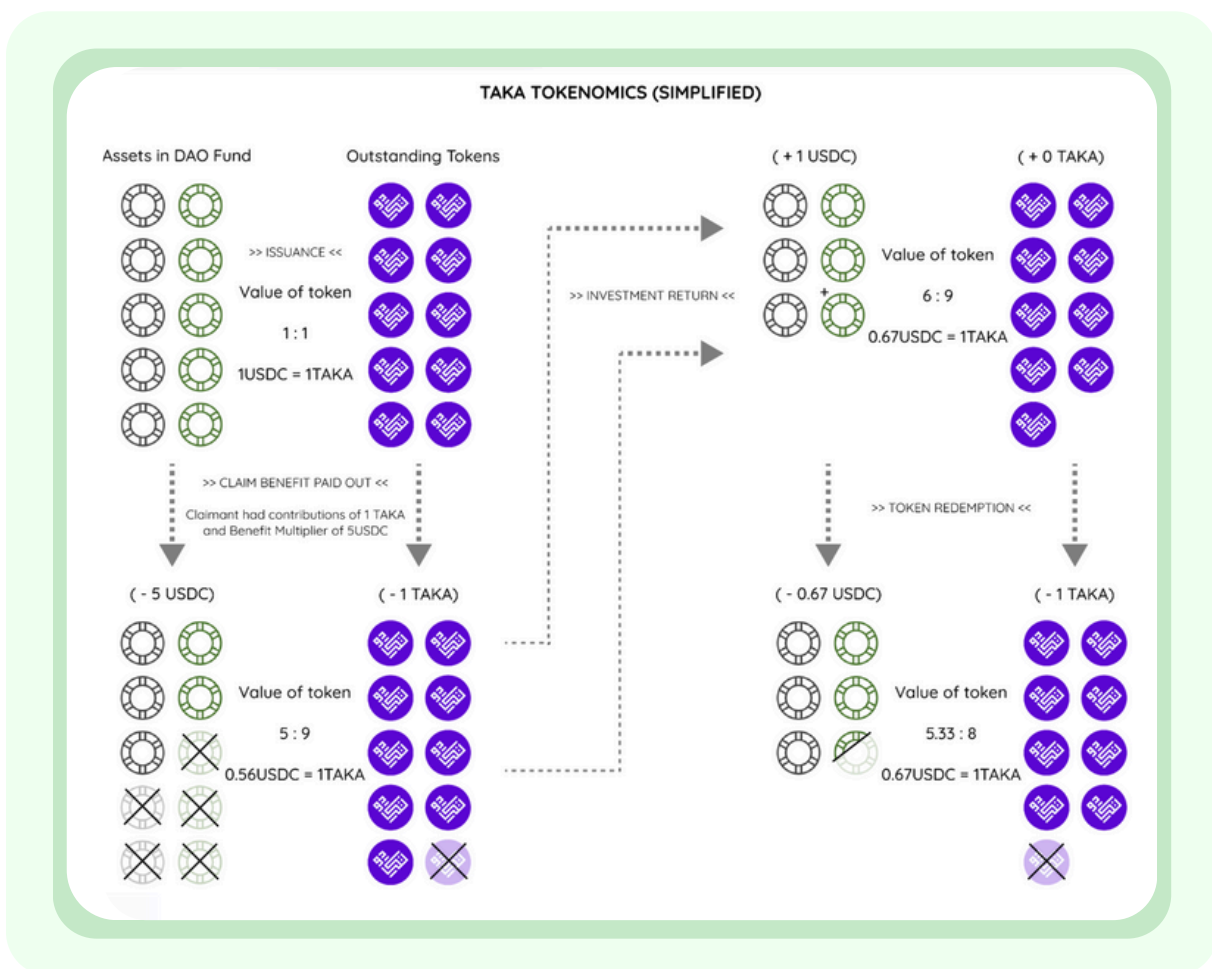 TAKA TOKENOMICS (SIMPLIFIED)
Assets in DAO Fund
Outstanding Tokens
>> ISSUANCE <<
Value of token
1 : 1
1USDC = 1TAKA
>> CLAIM BENEFIT PAID OUT <<
Claimant had contributions of 1 TAKA
and Benefit Multiplier of 5USDC
( - 5 USDC)
( - 1 TAKA)
Value of token
5 : 9
0.56USDC = 1TAKA
>> INVESTMENT RETURN <<
( + 1 USDC)
( + 0 TAKA)
+
Value of token
6 : 9
0.67USDC = 1TAKA
>> TOKEN REDEMPTION <<
( - 0.67 USDC)
( - 1 TAKA)
Value of token
5.33 : 8
0.67USDC = 1TAKA